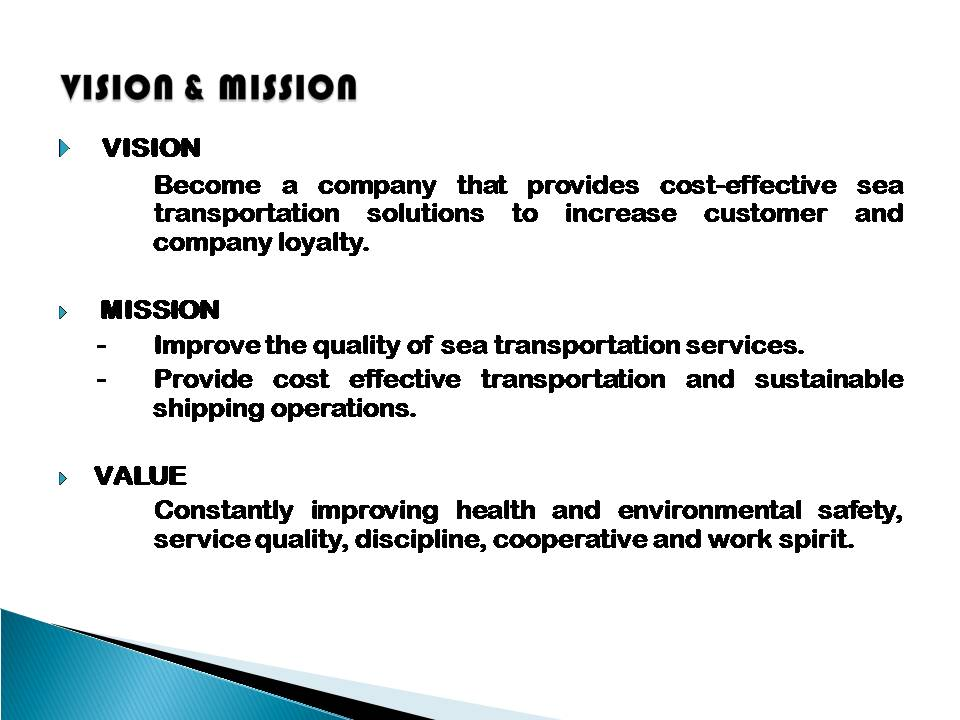 VISION & MISSION
VISION
Become a company that provides cost-effective sea
transportation solutions to increase customer and
company loyalty.
MISSION
- Improve the quality of sea transportation services.
- Provide cost effective transportation and sustainable
shipping operations.
VALUE
Constantly improving health and environmental safety,
service quality, discipline, cooperative and work spirit.